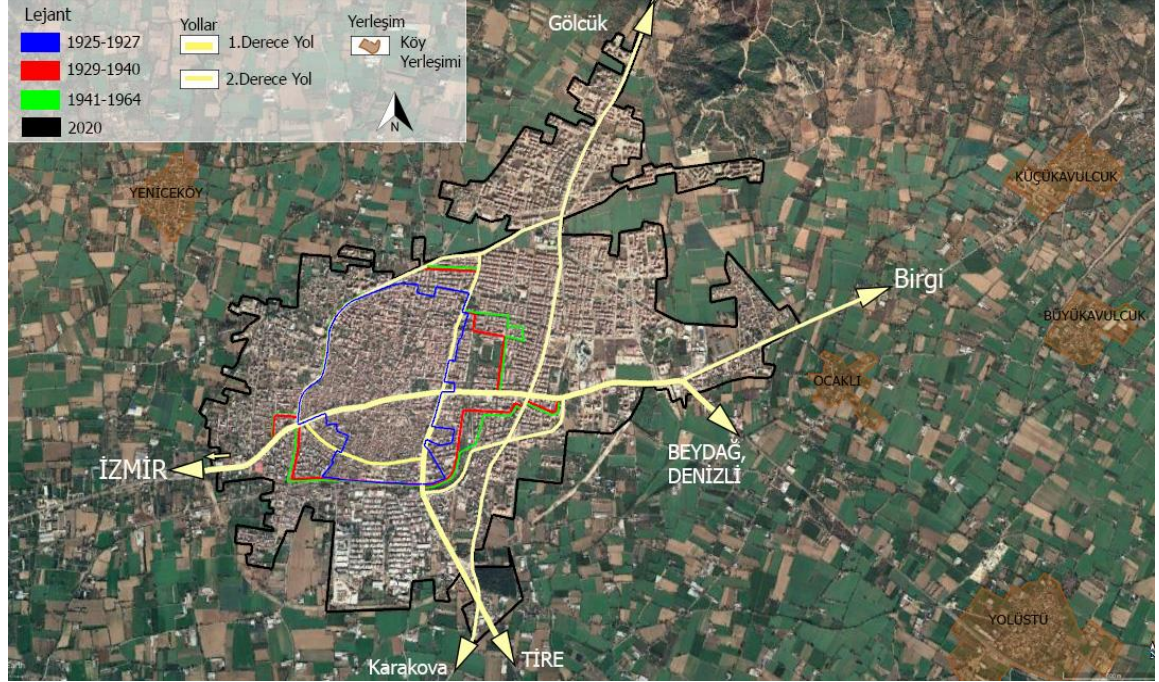 Lejant
1925-1927
1929-1940
1941-1964
2020
Yollar
1.Derece Yol
2.Derece Yol
Yerleşim
Köy
Yerleşimi
N
Gölcük
YENİCEKÖY
KÜÇÜKAVULCUK
Birgi
BÜYÜKAVULCUK
OCAKLI
BEYDAĞ,
DENİZLİ
İZMİR
YOLÜSTÜ
Karakova
TİRE